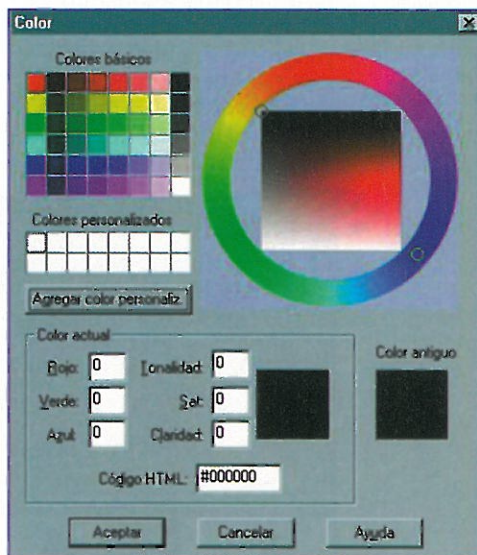 Color
Colores básicos
Colores personalizados
Agregar color personaliz.
Color actual
Color antiguo
Rojo: 0 Tonalidad: 0
Verde: 0 Sat: 0
Azul: 0 Claridad: 0
Código HTML: #000000
Aceptar Cancelar Ayuda